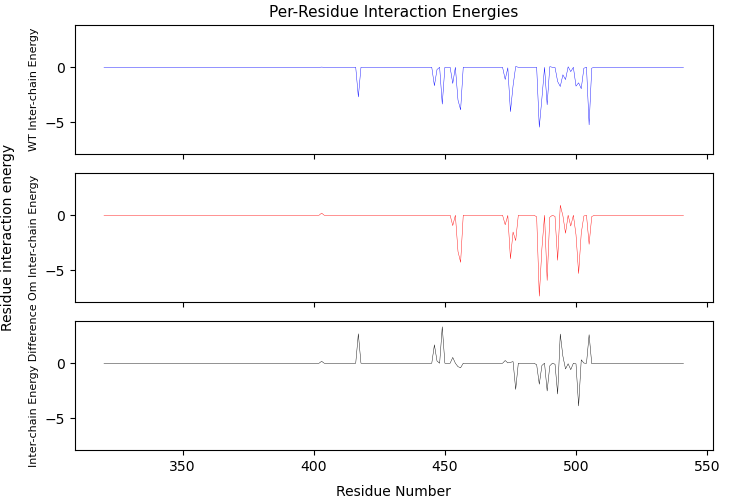 Per-Residue Interaction Energies
Residue interaction energy
WT Inter-chain Energy
0
−5
Om Inter-chain Energy
0
−5
Inter-chain Energy Difference
0
−5
350
400
450
500
550
Residue Number